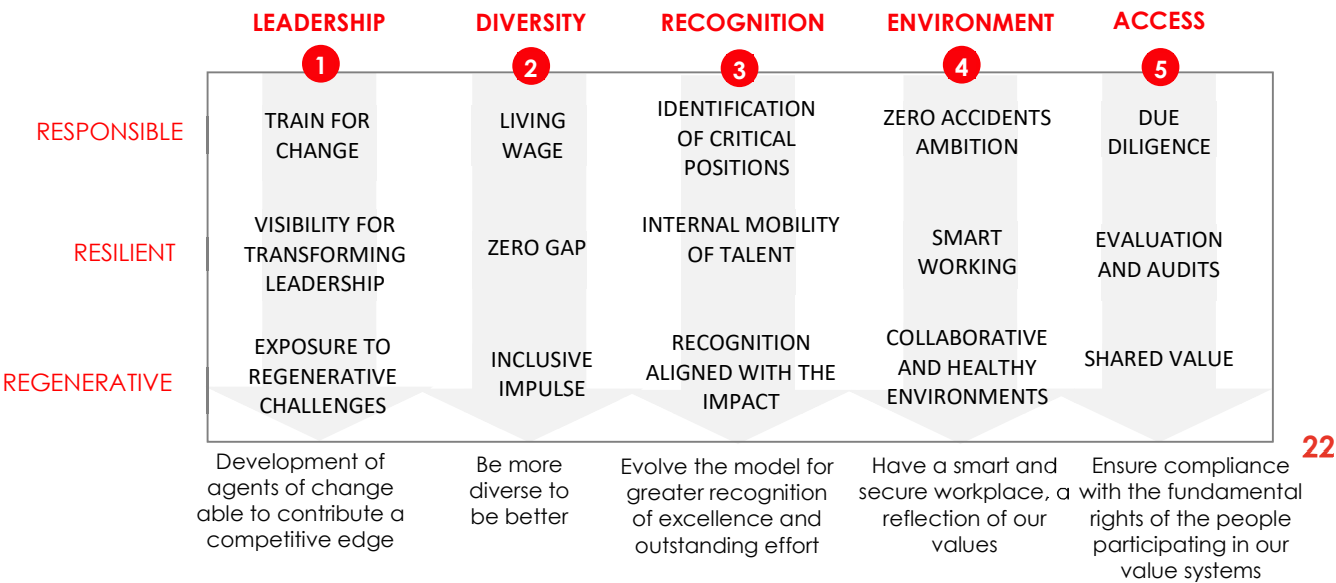 LEADERSHIP
DIVERSITY
RECOGNITION
ENVIRONMENT
ACCESS
1
2
3
4
5
RESPONSIBLE
TRAIN FOR
CHANGE
LIVING
WAGE
IDENTIFICATION
OF CRITICAL
POSITIONS
ZERO ACCIDENTS
AMBITION
DUE
DILIGENCE
RESILIENT
VISIBILITY FOR
TRANSFORMING
LEADERSHIP
ZERO GAP
INTERNAL MOBILITY
OF TALENT
SMART
WORKING
EVALUATION
AND AUDITS
REGENERATIVE
EXPOSURE TO
REGENERATIVE
CHALLENGES
INCLUSIVE
IMPULSE
RECOGNITION
ALIGNED WITH THE
IMPACT
COLLABORATIVE
AND HEALTHY
ENVIRONMENTS
SHARED VALUE
Development of
agents of change
able to contribute a
competitive edge
Be more
diverse to
be better
Evolve the model for
greater recognition
of excellence and
outstanding effort
Have a smart and
secure workplace, a
reflection of our
values
Ensure compliance
with the fundamental
rights of the people
participating in our
value systems
22